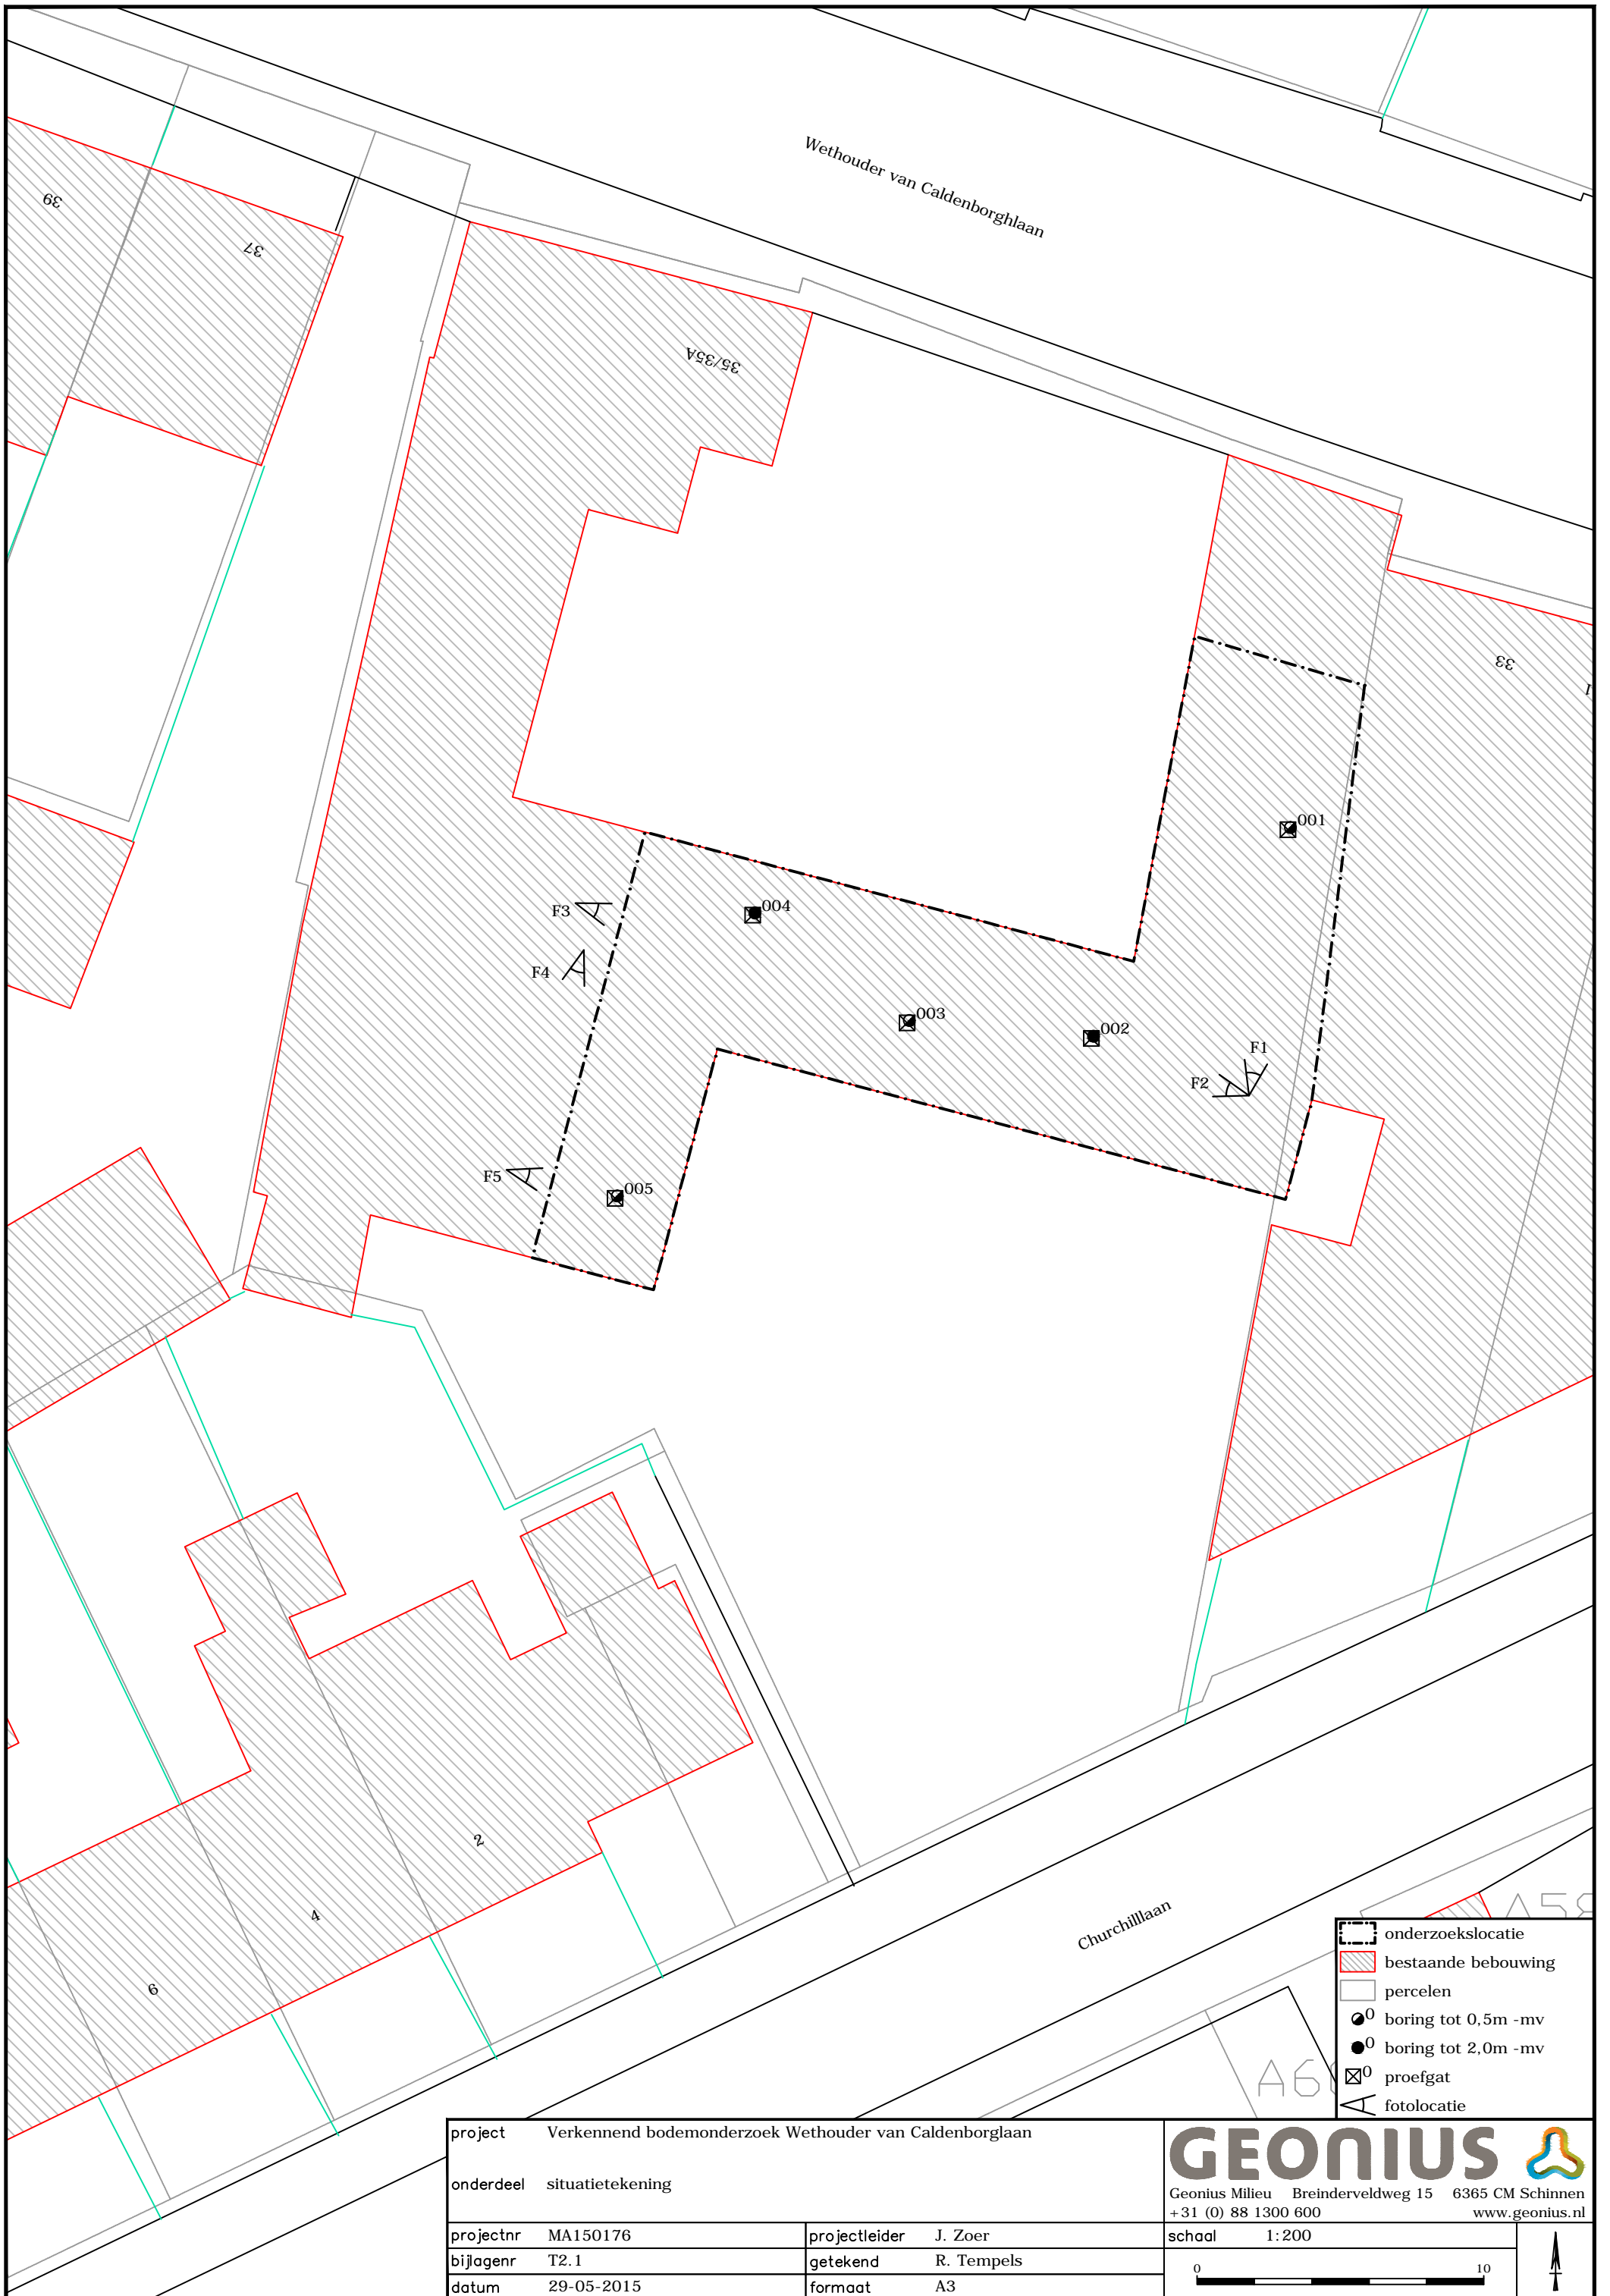 Wethouder van Caldenborghlaan
39
37
35/35A
33
001
004
F3
F4
003
002
F1
F2
F5
005
2
4
6
Churchilllaan
onderzoekslocatie
bestaande bebouwing
percelen
0 boring tot 0,5m -mv
0 boring tot 2,0m -mv
0 proefgat
fotolocatie
project Verkennend bodemonderzoek Wethouder van Caldenborglaan
onderdeel situatietekening
GEONIUS
Geonius Milieu Breinderveldweg 15 6365 CM Schinnen
+31 (0) 88 1300 600 www.geonius.nl
projectnr MA150176 projectleider J. Zoer schaal 1:200
bijlagenr T2.1 getekend R. Tempels
datum 29-05-2015 formaat A3
0 10